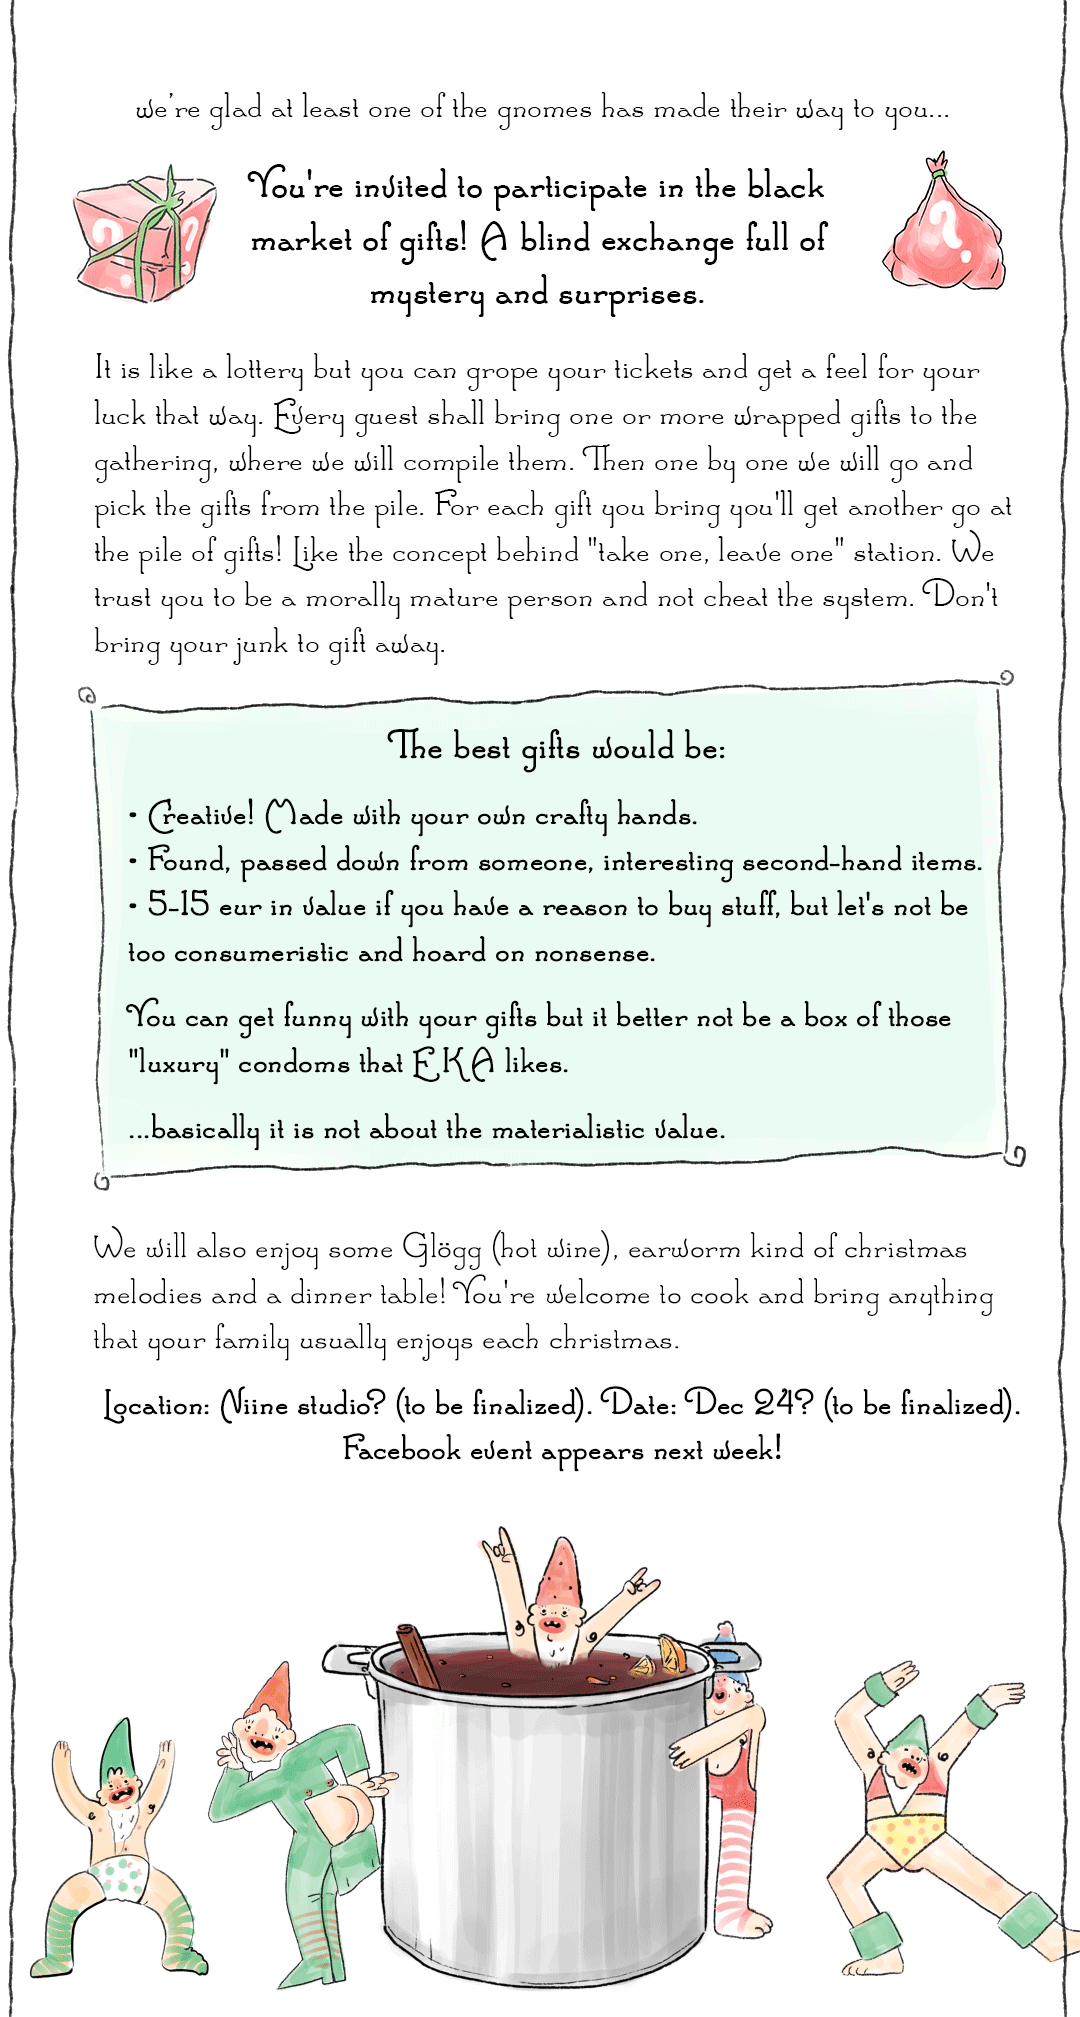 we're glad at least one of the gnomes has made their way to you...
You're invited to participate in the black
market of gifts! A blind exchange full of
mystery and surprises.
It is like a lottery but you can grope your tickets and get a feel for your
luck that way. Every guest shall bring one or more wrapped gifts to the
gathering, where we will compile them. Then one by one we will go and
pick the gifts from the pile. For each gift you bring you'll get another go at
the pile of gifts! Like the concept behind "take one, leave one" station. We
trust you to be a morally mature person and not cheat the system. Don't
bring your junk to gift away.
The best gifts would be:
• Creative! Made with your own crafty hands.
• Found, passed down from someone, interesting second-hand items.
• 5-15 eur in value if you have a reason to buy stuff, but let's not be
too consumeristic and hoard on nonsense.
You can get funny with your gifts but it better not be a box of those
"luxury" condoms that EKA likes.
...basically it is not about the materialistic value.
We will also enjoy some Glögg (hot wine), earworm kind of christmas
melodies and a dinner table! You're welcome to cook and bring anything
that your family usually enjoys each christmas.
Location: Niine studio? (to be finalized). Date: Dec 24? (to be finalized).
Facebook event appears next week!